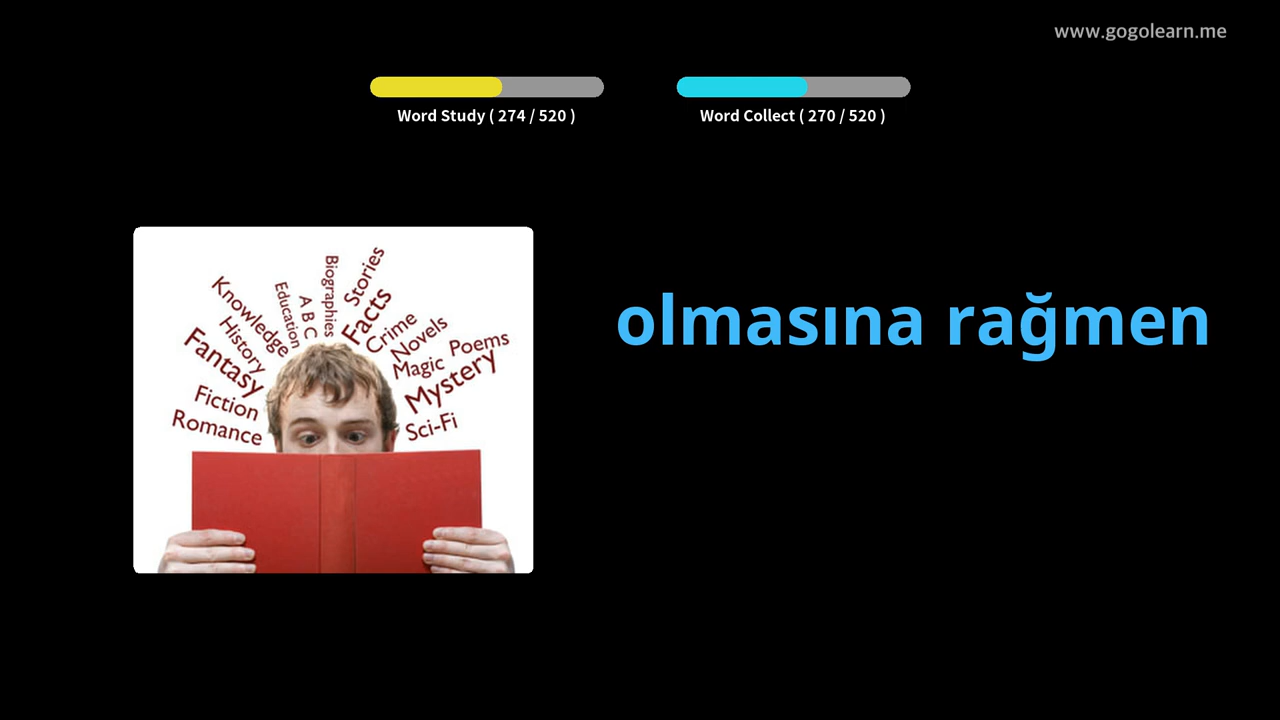 www.gogolearn.me
Word Study ( 274 / 520 )
Word Collect ( 270 / 520 )
olmasına rağmen
Knowledge
Education
A B C
Biographies
Stories
Facts
Crime
Novels
Poems
Magic
Mystery
Sci-Fi
History
Fantasy
Fiction
Romance